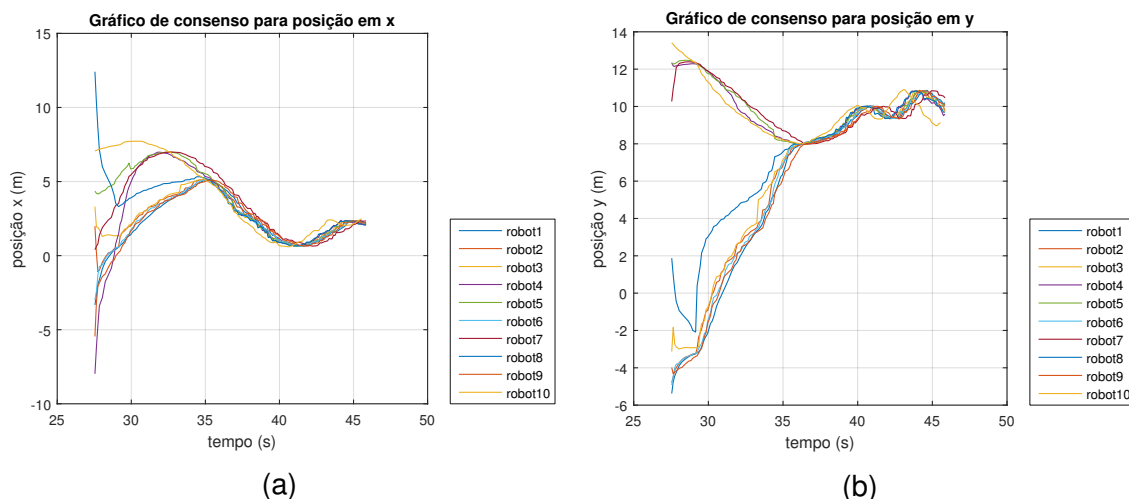 Gráfico de consenso para posição em x
15
10
5
0
-5
-10
25
30
35
40
45
50
posição x (m)
tempo (s)
robot1
robot2
robot3
robot4
robot5
robot6
robot7
robot8
robot9
robot10
(a)
Gráfico de consenso para posição em y
14
12
10
8
6
4
2
0
-2
-4
-6
25
30
35
40
45
50
posição y (m)
tempo (s)
robot1
robot2
robot3
robot4
robot5
robot6
robot7
robot8
robot9
robot10
(b)